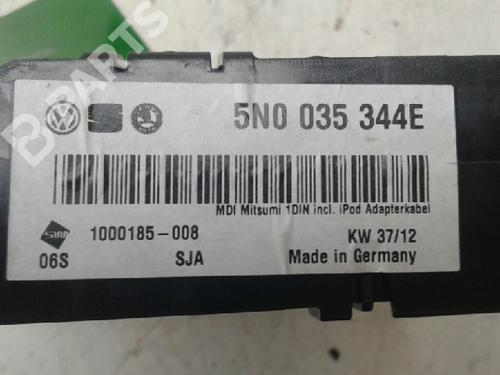 B-PARTS
5N0 035 344E
MDI Mitsumi 1DIN incl. iPod Adapterkabel
1000185-008
KW 37/12
06S
SJA
Made in Germany